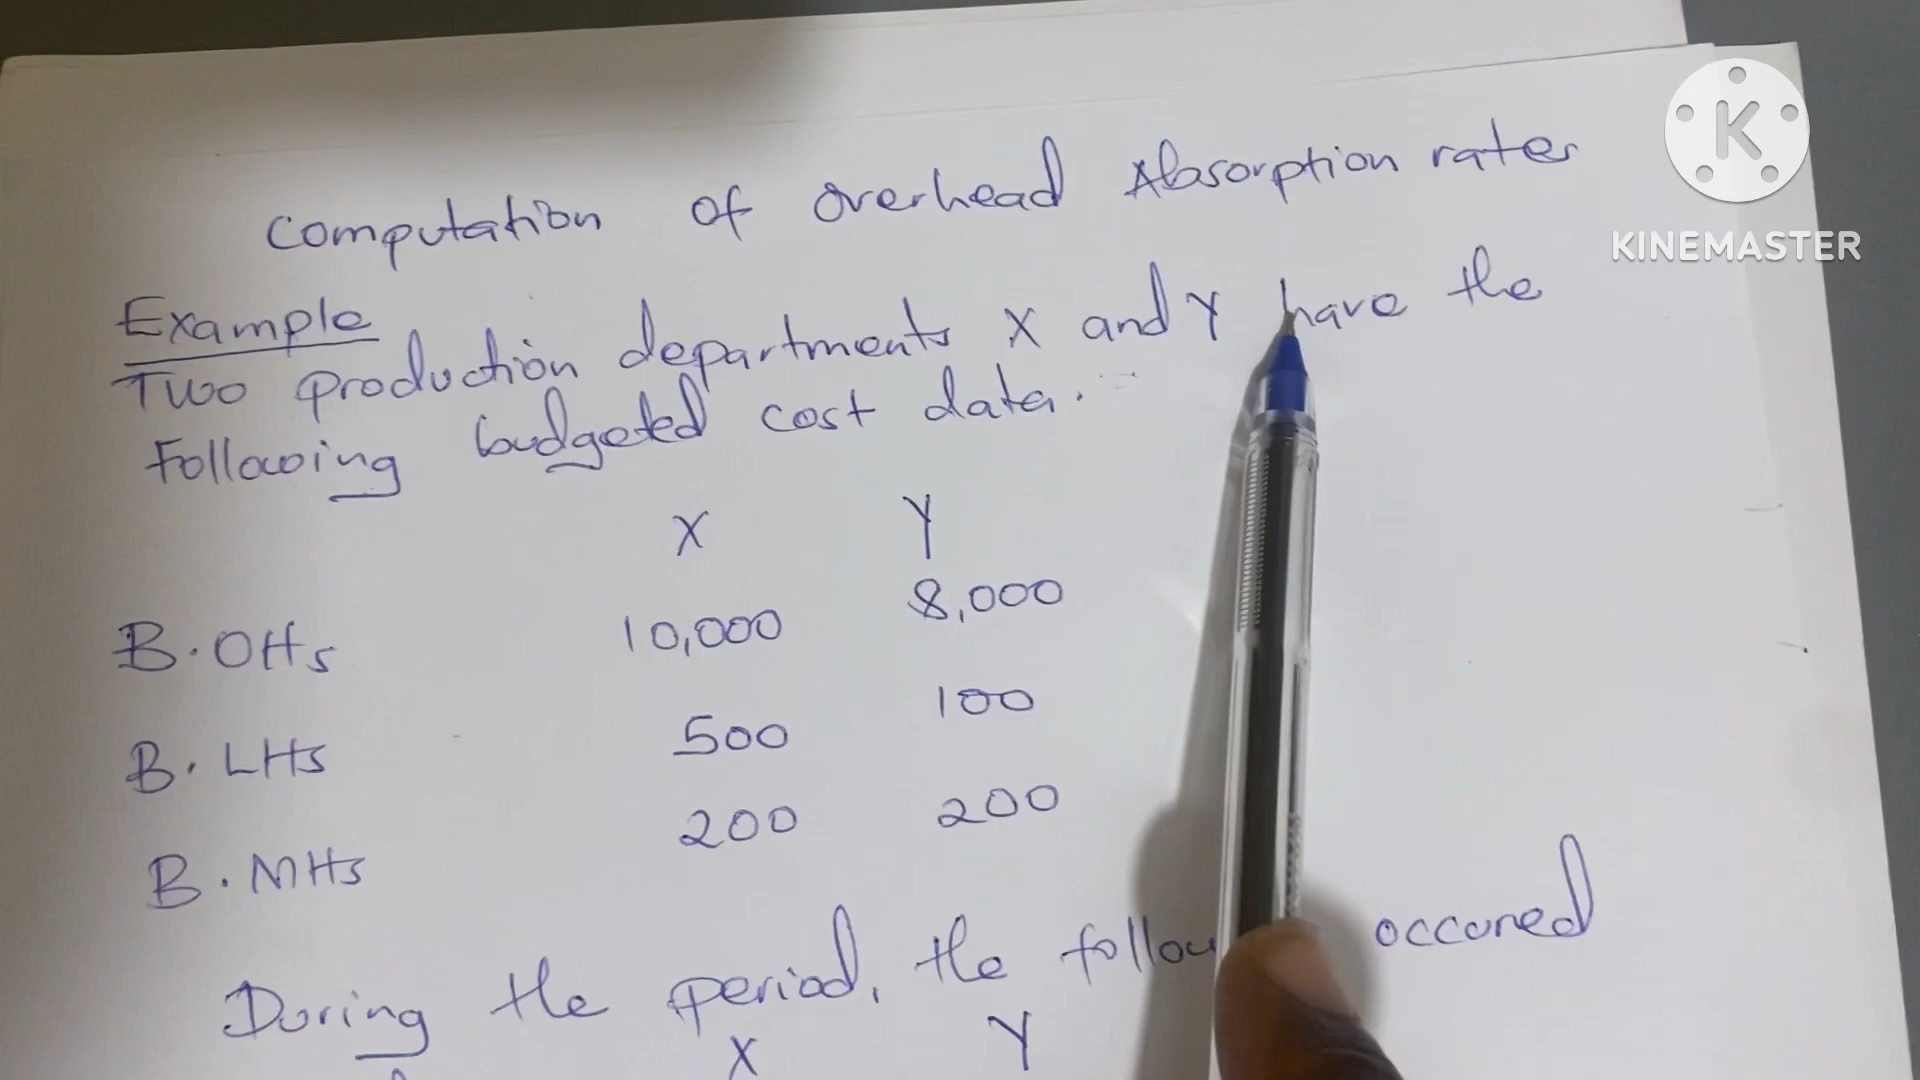 Computation of overhead Absorption rates
Example
Two production departments X and Y have the
Following budgeted cost data.
X Y
B.OHs 10,000 8,000
B.LHs 500 100
B.MHs 200 200
During the period, the follow occured
X Y
K
KINEMASTER